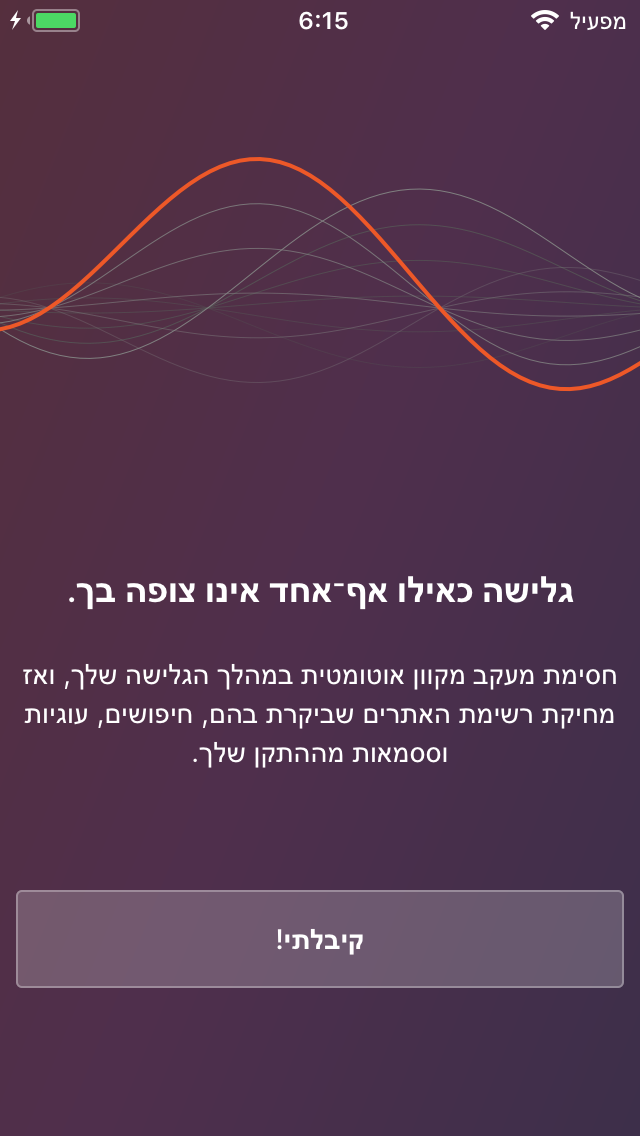 מפעיל
6:15
גלישה כאילו אף־אחד אינו צופה בך.
חסימת מעקב מקוון אוטומטית במהלך הגלישה שלך, ואז
מחיקת רשימת האתרים שביקרת בהם, חיפושים, עוגיות
וססמאות מההתקן שלך.
קיבלתי!